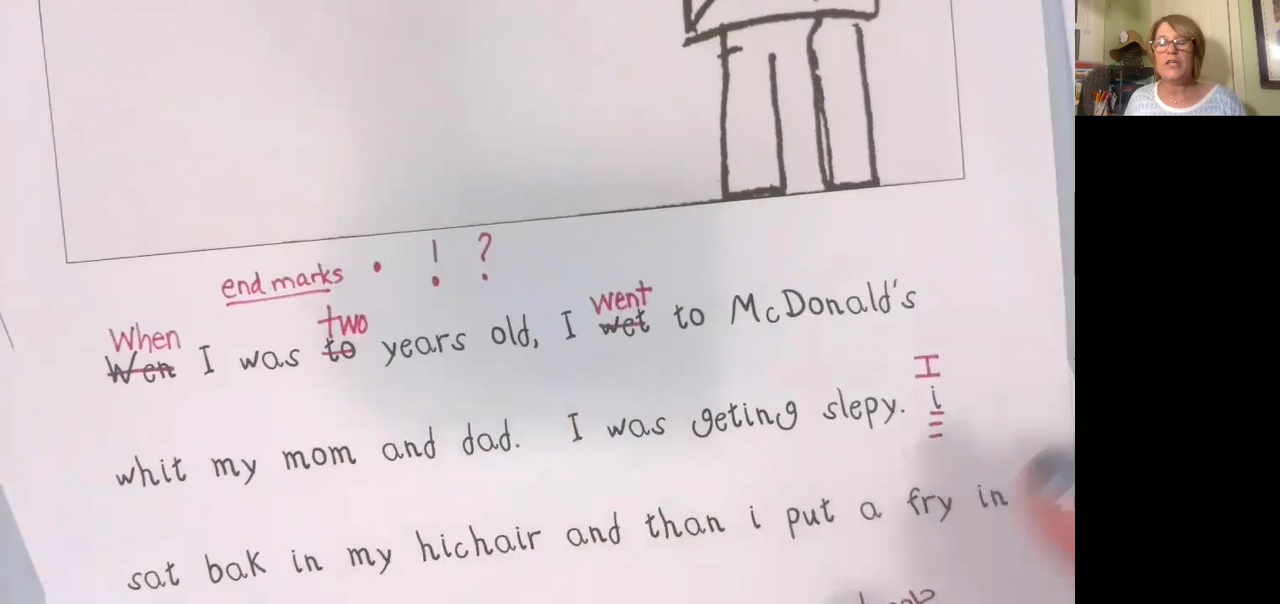 end marks . ! ?
When two went
Wen I was to years old, I wet to McDonald's
I
whit my mom and dad. I was geting slepy. i
sat bak in my hichair and than i put a fry in